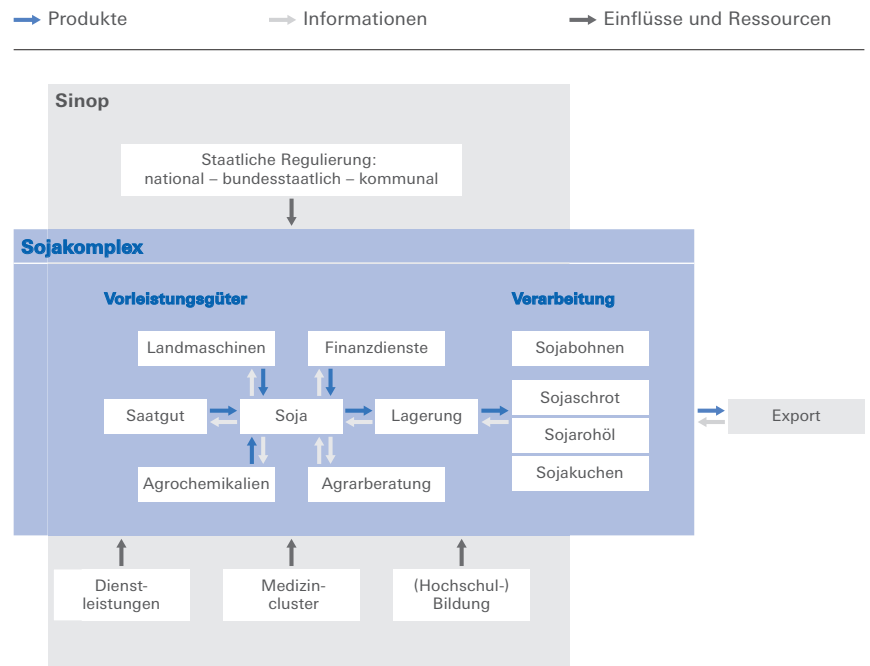 Produkte
Informationen
Einflüsse und Ressourcen
Sinop
Staatliche Regulierung:
national – bundesstaatlich – kommunal
Sojakomplex
Vorleistungsgüter
Verarbeitung
Landmaschinen
Finanzdienste
Sojabohnen
Saatgut
Soja
Lagerung
Sojaschrot
Sojarohöl
Sojakuchen
Export
Agrochemikalien
Agrarberatung
Dienst-
leistungen
Medizin-
cluster
(Hochschul-)
Bildung